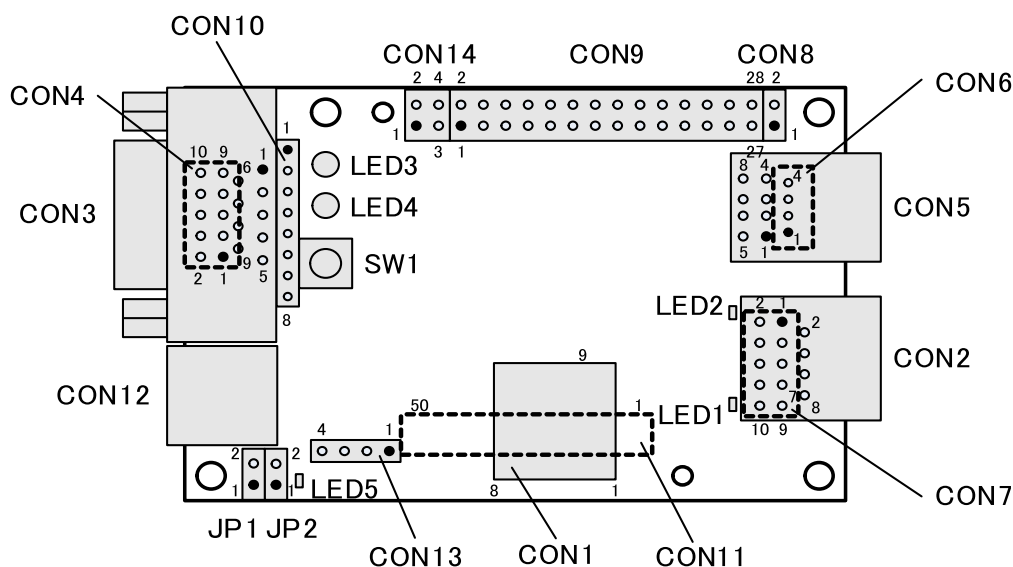 CON10
CON14
CON9
CON8
2 4 2 28 2
CON6
CON4
1 1 1
3 1
27
10 9 6 1
LED3
8 4 4
CON3
LED4
CON5
SW1
2 1 9 5
5 1 1
8
LED2
2 1 2
CON2
9
CON12
50 1
LED1
7 8
10 9
4 1
2 2
1 1
LED5
8 1
CON7
JP1 JP2
CON13
CON1
CON11